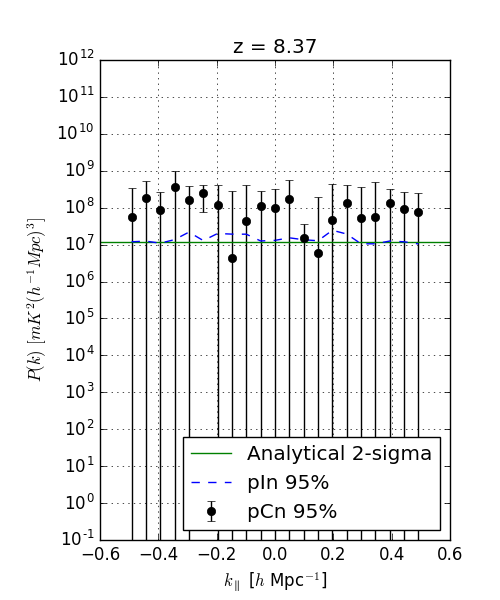 z = 8.37
10^12
10^11
10^10
10^9
10^8
10^7
10^6
10^5
10^4
10^3
10^2
10^1
10^0
10^-1
P(k) [mK^2(h^-1Mpc)^3]
Analytical 2-sigma
pIn 95%
pCn 95%
−0.6 −0.4 −0.2 0.0 0.2 0.4 0.6
k_∥ [h Mpc^-1]